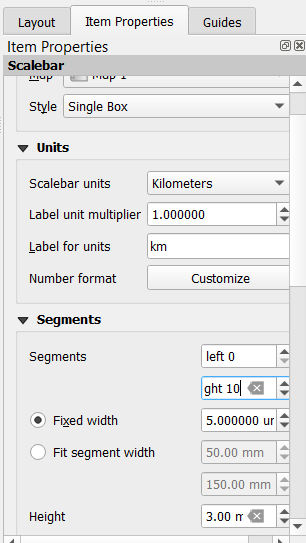 Layout Item Properties Guides
Item Properties
Scalebar
Map Map 1
Style Single Box
Units
Scalebar units Kilometers
Label unit multiplier 1.000000
Label for units km
Number format Customize
Segments
Segments left 0
ght 10
Fixed width 5.000000 ur
Fit segment width 50.00 mm
150.00 mm
Height 3.00 m